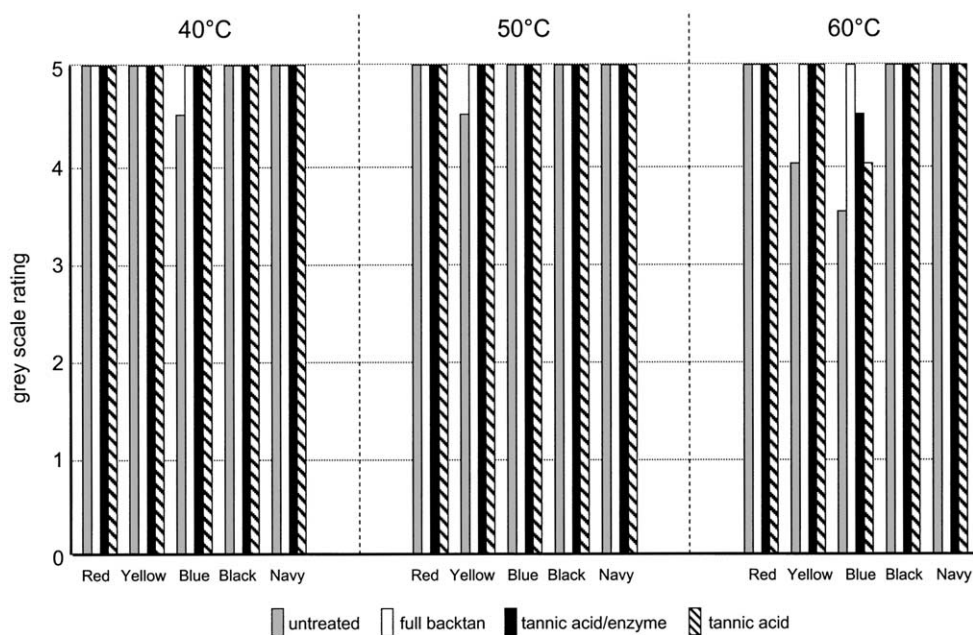 40°C 50°C 60°C
grey scale rating
5
4
3
2
1
0
Red Yellow Blue Black Navy Red Yellow Blue Black Navy Red Yellow Blue Black Navy
untreated full backtan tannic acid/enzyme tannic acid